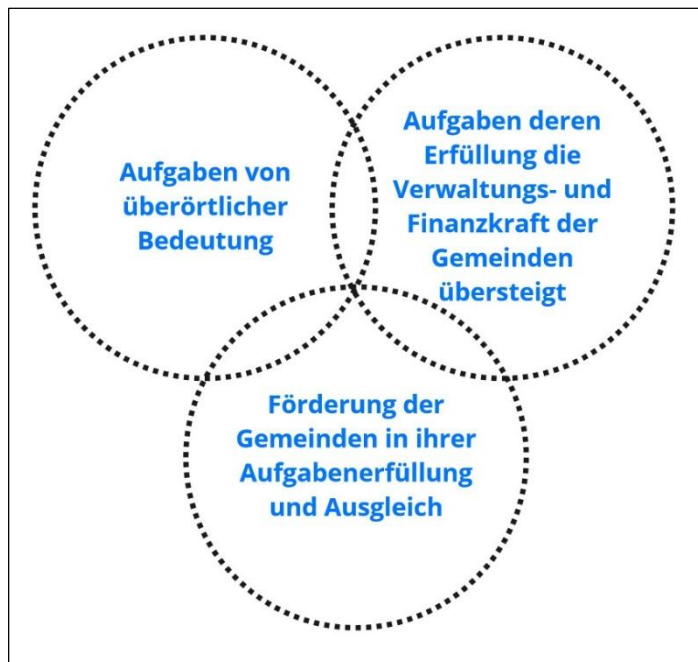 Aufgaben von
überörtlicher
Bedeutung
Aufgaben deren
Erfüllung die
Verwaltungs- und
Finanzkraft der
Gemeinden
übersteigt
Förderung der
Gemeinden in ihrer
Aufgabenerfüllung
und Ausgleich